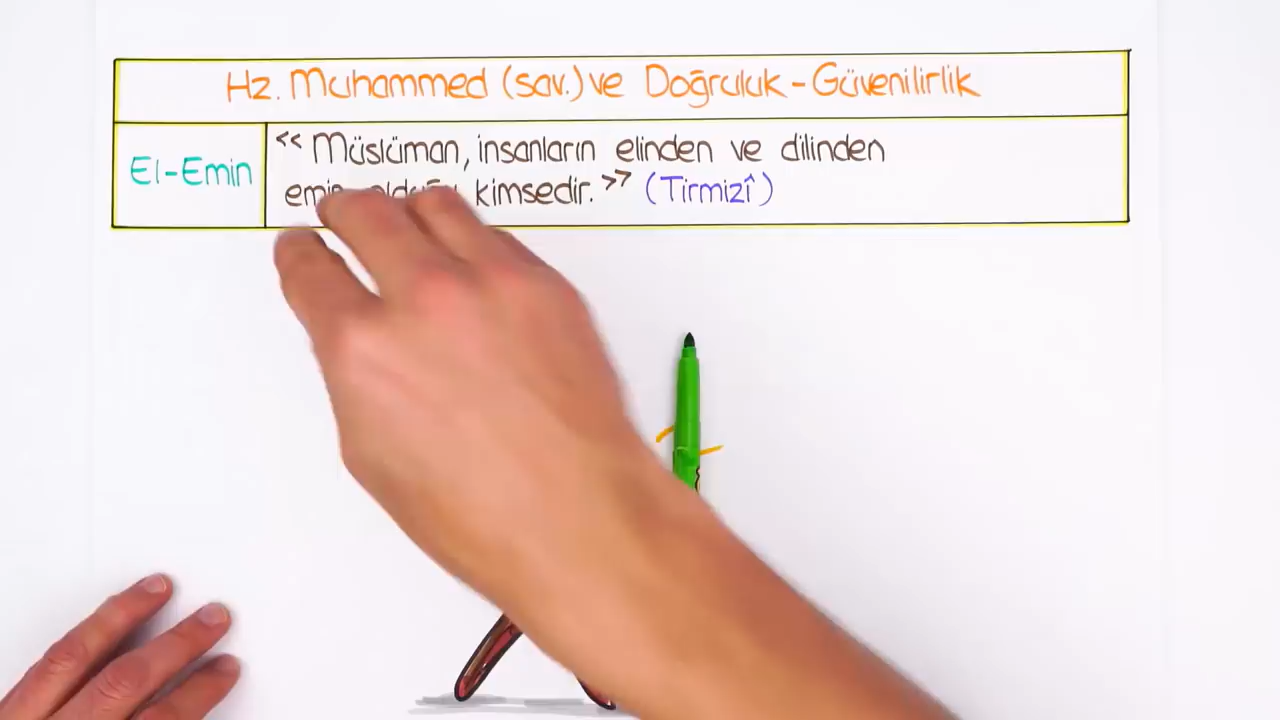 Hz. Muhammed (sav.) ve Doğruluk-Güvenilirlik
El-Emin
<< Müslüman, insanların elinden ve dilinden
kimsedir. >> (Tirmizî)